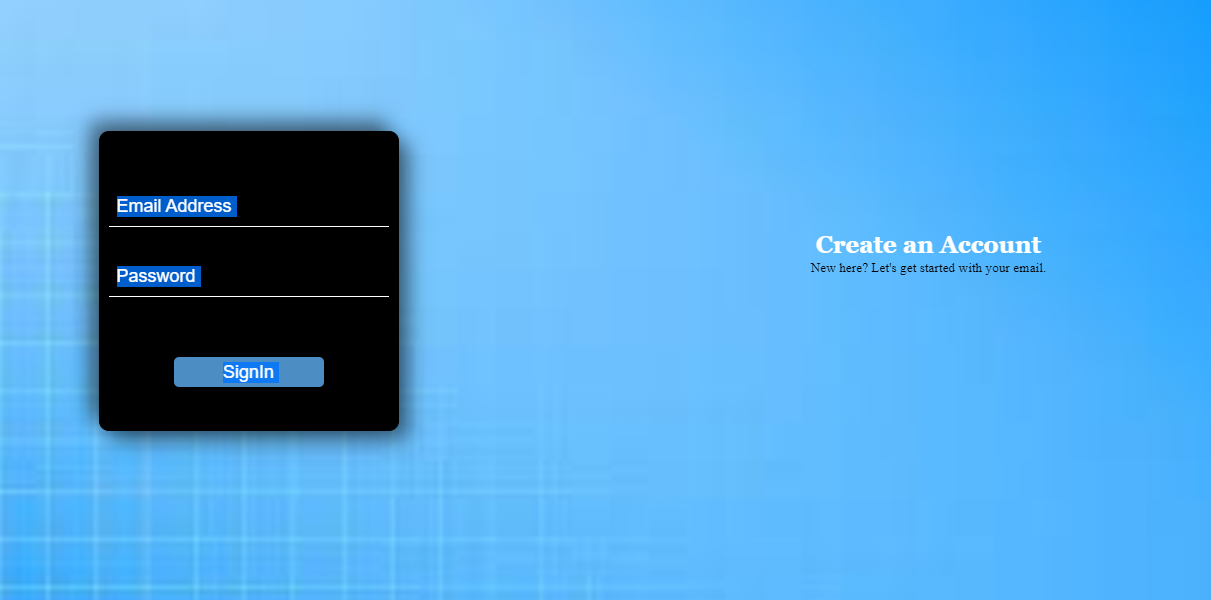 Email Address
Password
SignIn
Create an Account
New here? Let's get started with your email.